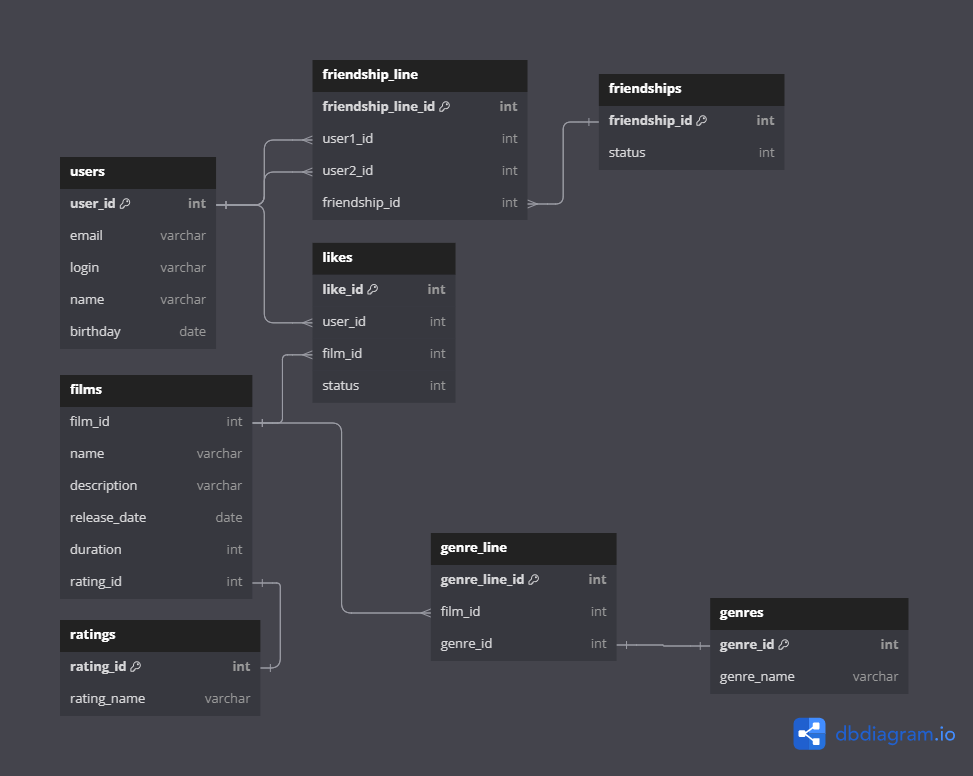 friendship_line
friendship_line_id int
user1_id int
user2_id int
friendship_id int
friendships
friendship_id int
status int
users
user_id int
email varchar
login varchar
name varchar
birthday date
likes
like_id int
user_id int
film_id int
status int
films
film_id int
name varchar
description varchar
release_date date
duration int
rating_id int
genre_line
genre_line_id int
film_id int
genre_id int
genres
genre_id int
genre_name varchar
ratings
rating_id int
rating_name varchar
dbdiagram.io